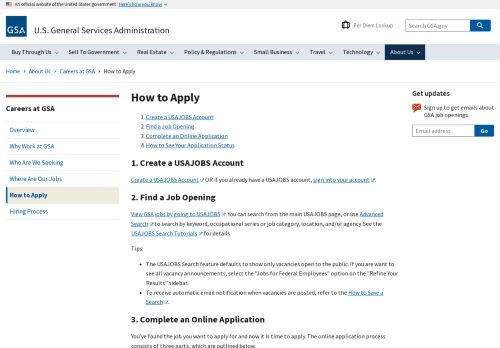 An official website of the United States government Here's how you know
GSA
U.S. General Services Administration
Per Diem Lookup
Search GSA.gov
Buy Through Us
Sell To Government
Real Estate
Policy & Regulations
Small Business
Travel
Technology
About Us
Home > About Us > Careers at GSA > How to Apply
Careers at GSA
Overview
Why Work at GSA
Who Are We Seeking
Where Are Our Jobs
How to Apply
Hiring Process
How to Apply
1. Create a USAJOBS Account
2. Find a Job Opening
3. Complete an Online Application
4. How to See Your Application Status
1. Create a USAJOBS Account
Create a USAJOBS Account OR if you already have a USAJOBS account, sign into your account.
2. Find a Job Opening
View GSA jobs by going to USAJOBS. You can search from the main USAJOBS page, or use Advanced
Search to search by keyword, occupational series or job category, location, and/or agency. See the
USAJOBS Search Tutorials for details.
Tips:
• The USAJOBS Search feature defaults to show only vacancies open to the public. If you are want to
see all vacancy announcements, select the "Jobs for Federal Employees" option on the "Refine Your
Results" sidebar.
• To receive automatic email notification when vacancies are posted, refer to the How to Save a
Search.
3. Complete an Online Application
You've found the job you want to apply for and now it is time to apply. The online application process
consists of three parts, which are outlined below.
Get updates
Sign up to get emails about
GSA job openings
Email address
Go